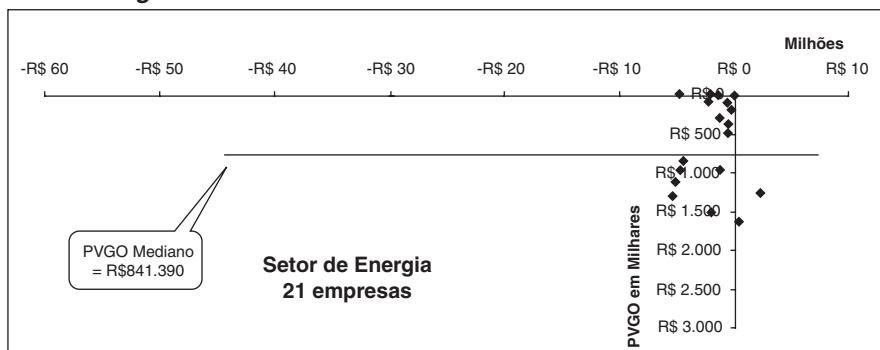 Milhões
-R$ 60 -R$ 50 -R$ 40 -R$ 30 -R$ 20 -R$ 10 R$ 0 R$ 10
R$ 0
R$ 500
R$ 1.000
R$ 1.500
R$ 2.000
R$ 2.500
R$ 3.000
PVGO em Milhares
PVGO Mediano
= R$841.390
Setor de Energia
21 empresas